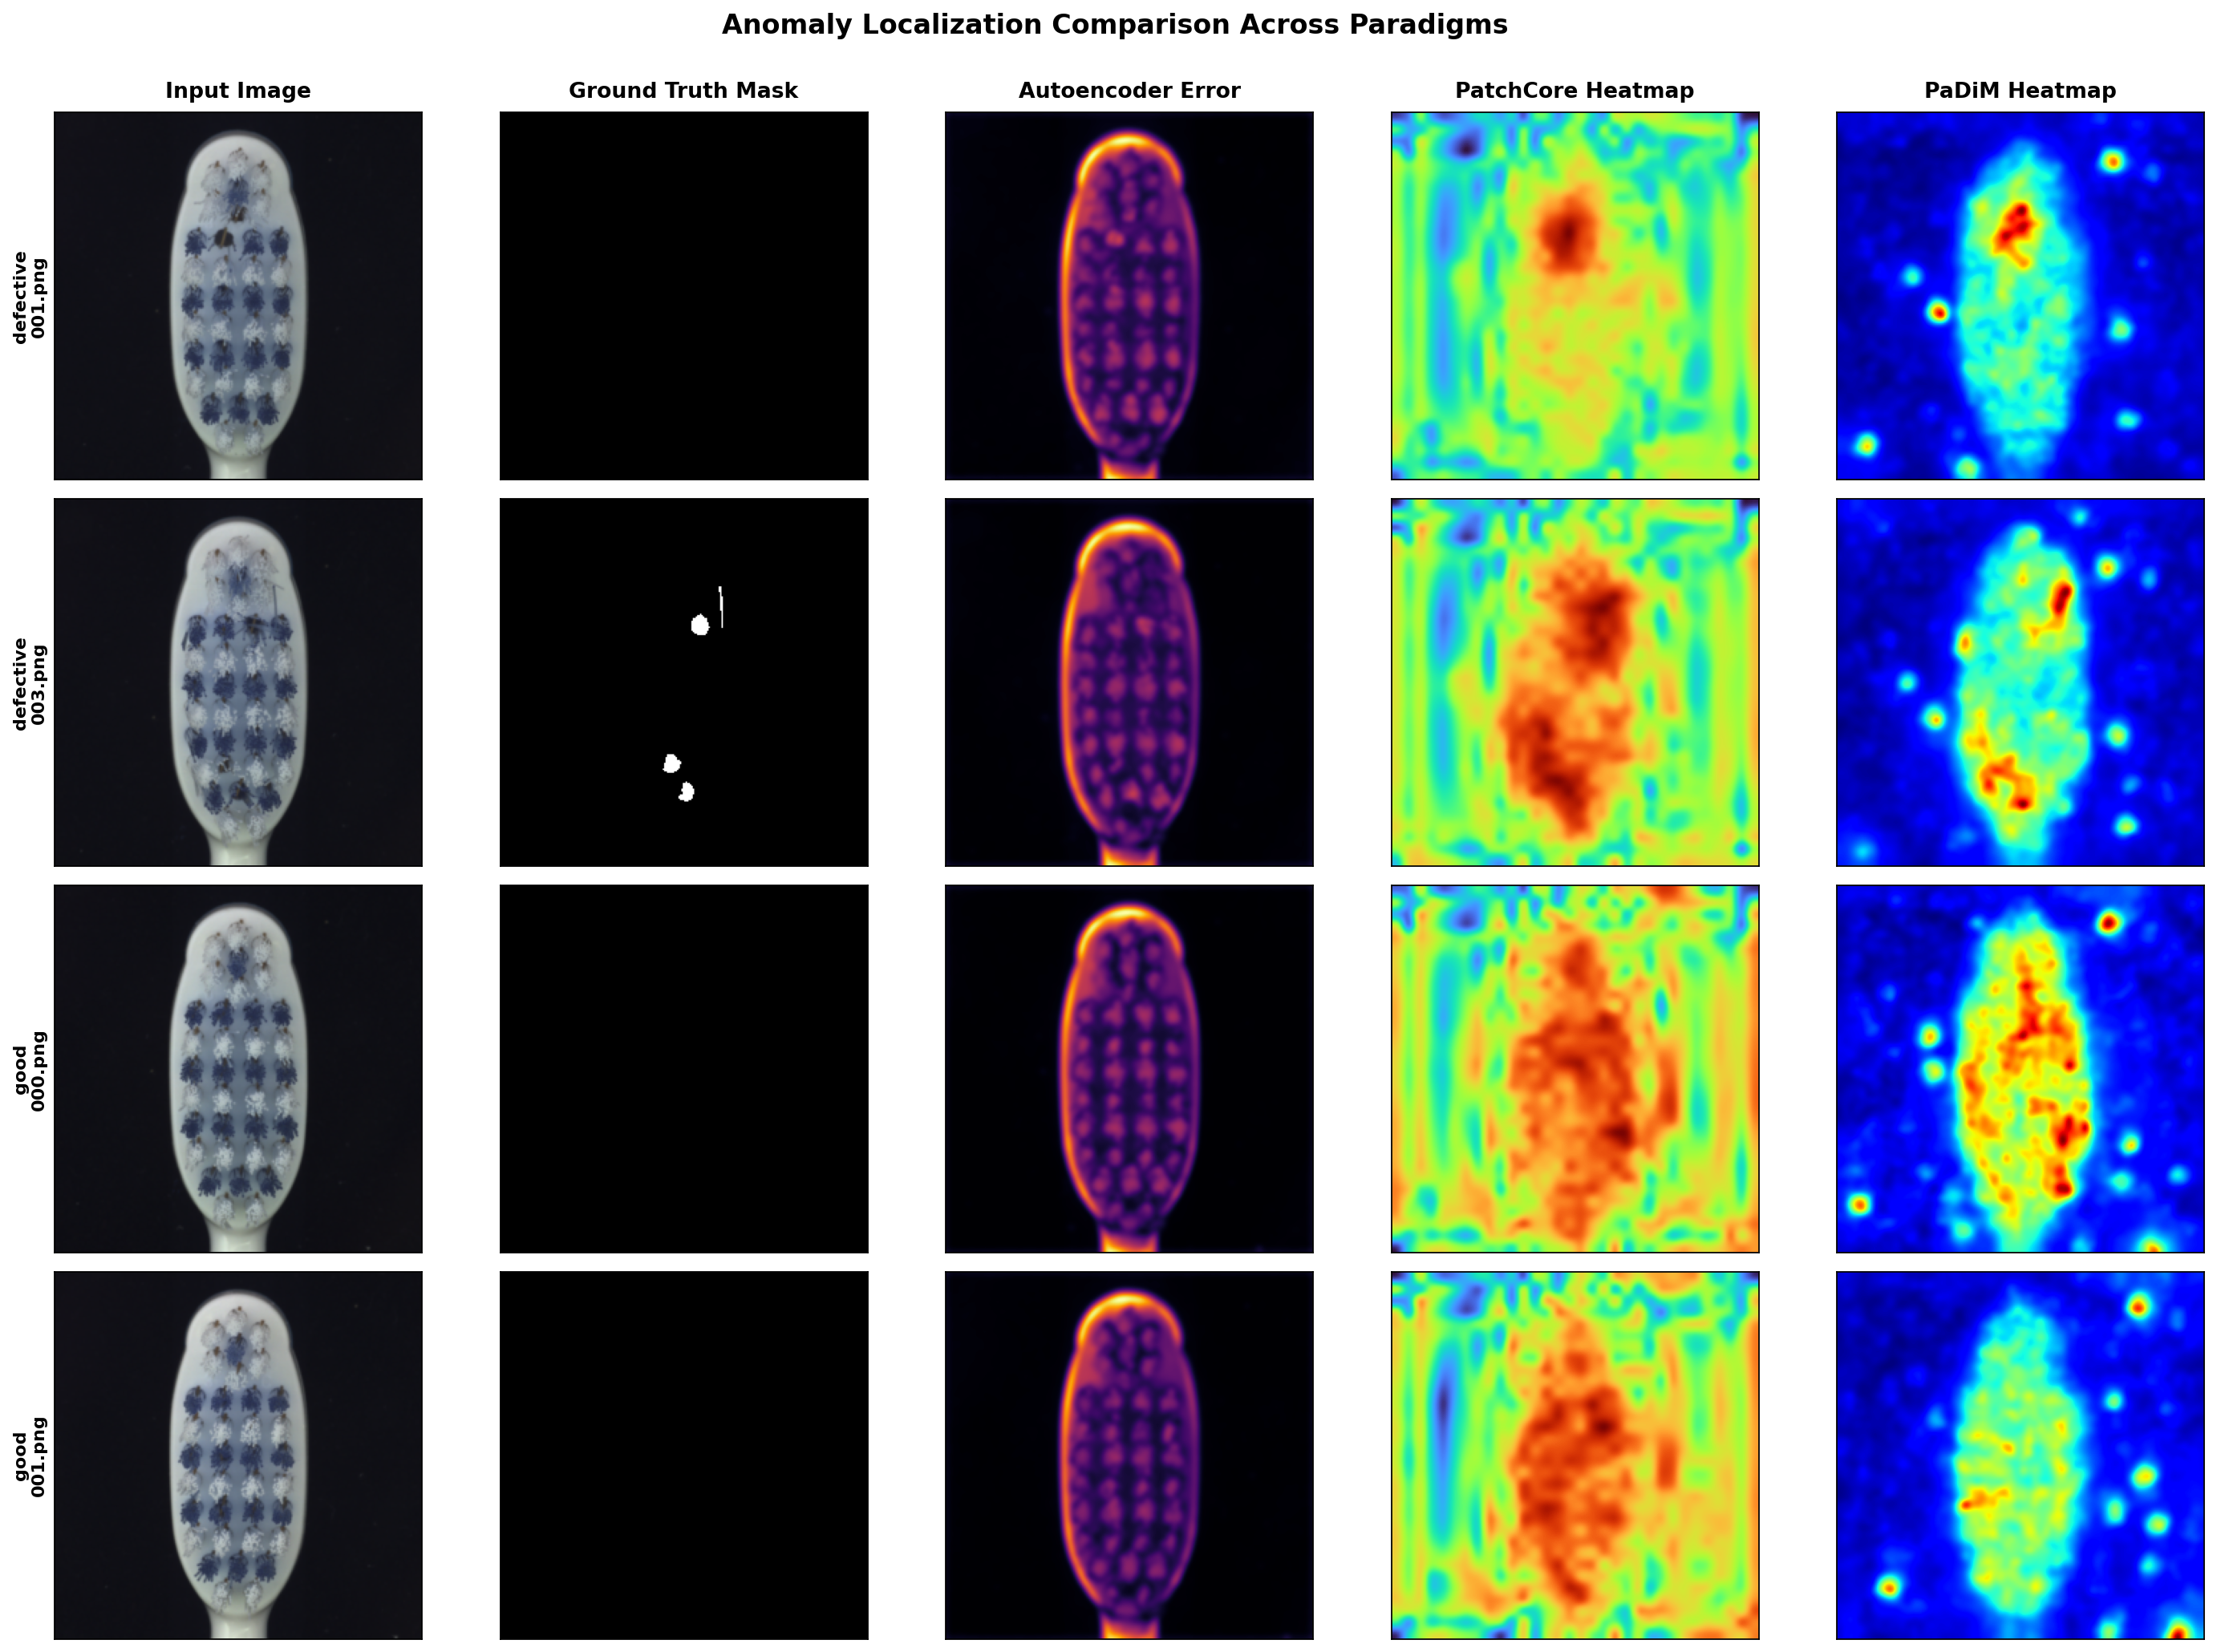 Anomaly Localization Comparison Across Paradigms
Input Image
Ground Truth Mask
Autoencoder Error
PatchCore Heatmap
PaDiM Heatmap
defective
001.png
defective
003.png
good
000.png
good
001.png